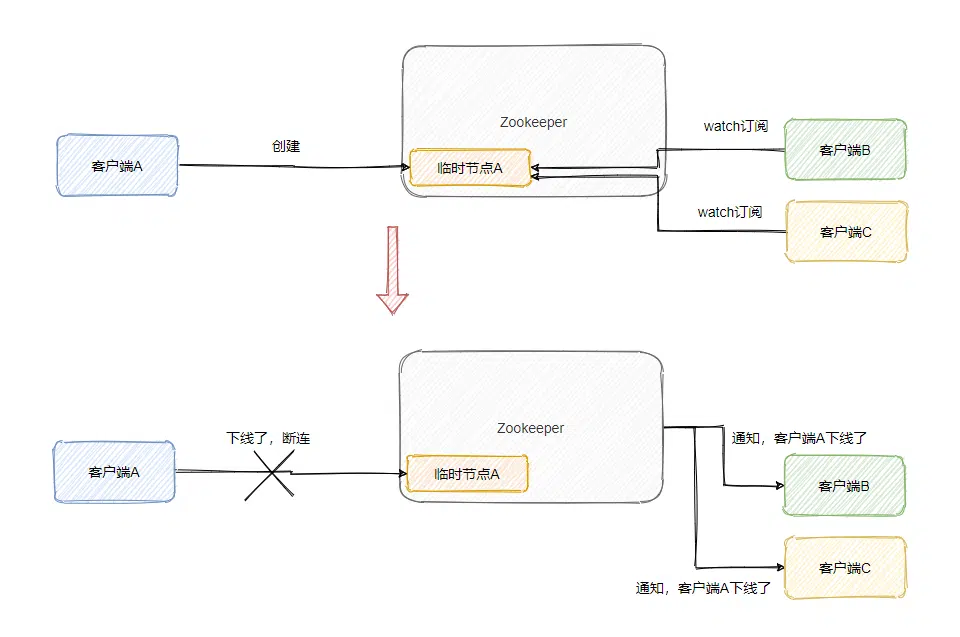 Zookeeper
watch订阅
创建
客户端A
临时节点A
客户端B
watch订阅
客户端C
Zookeeper
下线了，断连
通知，客户端A下线了
客户端A
临时节点A
客户端B
客户端C
通知，客户端A下线了